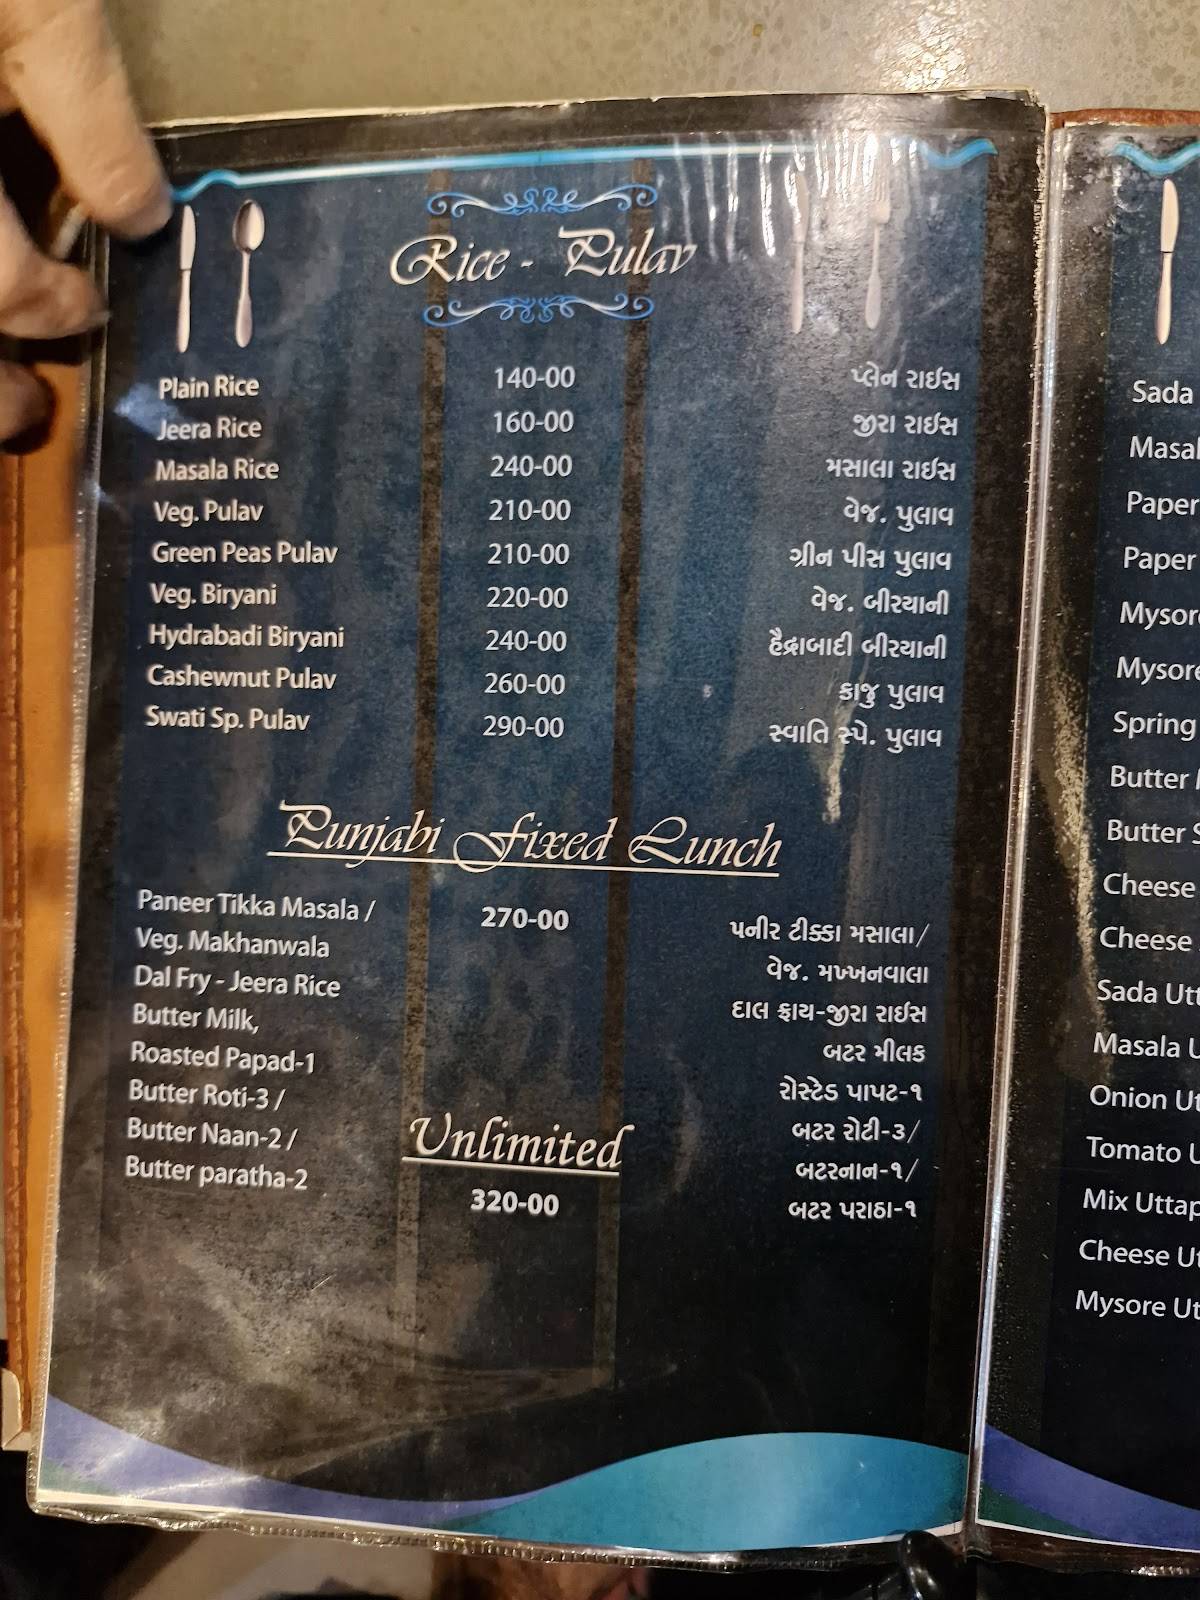 Rice - Pulav
Plain Rice 140-00 પ્લેન રાઈસ
Jeera Rice 160-00 જીરા રાઈસ
Masala Rice 240-00 મસાલા રાઈસ
Veg. Pulav 210-00 વેજ. પુલાવ
Green Peas Pulav 210-00 ગ્રીન પીસ પુલાવ
Veg. Biryani 220-00 વેજ. બીરયાની
Hydrabadi Biryani 240-00 હૈદ્રાબાદી બીરયાની
Cashewnut Pulav 260-00 કાજુ પુલાવ
Swati Sp. Pulav 290-00 સ્વાતિ સ્પે. પુલાવ
Punjabi Fixed Lunch
Paneer Tikka Masala / 270-00 પનીર ટીક્કા મસાલા/
Veg. Makhanwala વેજ. મખ્ખનવાલા
Dal Fry - Jeera Rice દાલ ફ્રાય-જીરા રાઈસ
Butter Milk, બટર મીલક
Roasted Papad-1 રોસ્ટેડ પાપટ-૧
Butter Roti-3 / બટર રોટી-૩/
Butter Naan-2 / બટરનાન-૧/
Butter paratha-2 બટર પરાઠા-૧
Unlimited
320-00
Sada
Masal
Paper
Paper
Mysore
Mysore
Spring
Butter
Butter S
Cheese
Cheese
Sada Utt
Masala U
Onion Ut
Tomato U
Mix Uttap
Cheese Ut
Mysore Ut